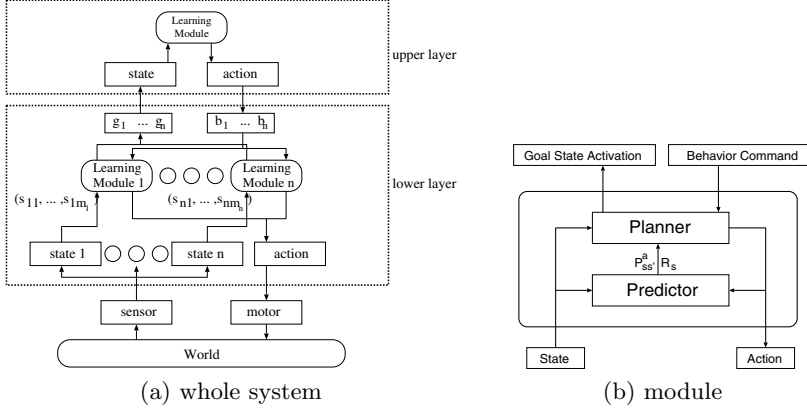 Learning
Module
upper layer
state
action
g1 ... gn
b1 ... bn
Learning
Module 1
Learning
Module n
lower layer
(s11, ... ,s1m1)
(sn1, ... ,snmn)
state 1
state n
action
sensor
motor
World
(a) whole system
Goal State Activation
Behavior Command
Planner
P^a_ss' R_s
Predictor
State
Action
(b) module